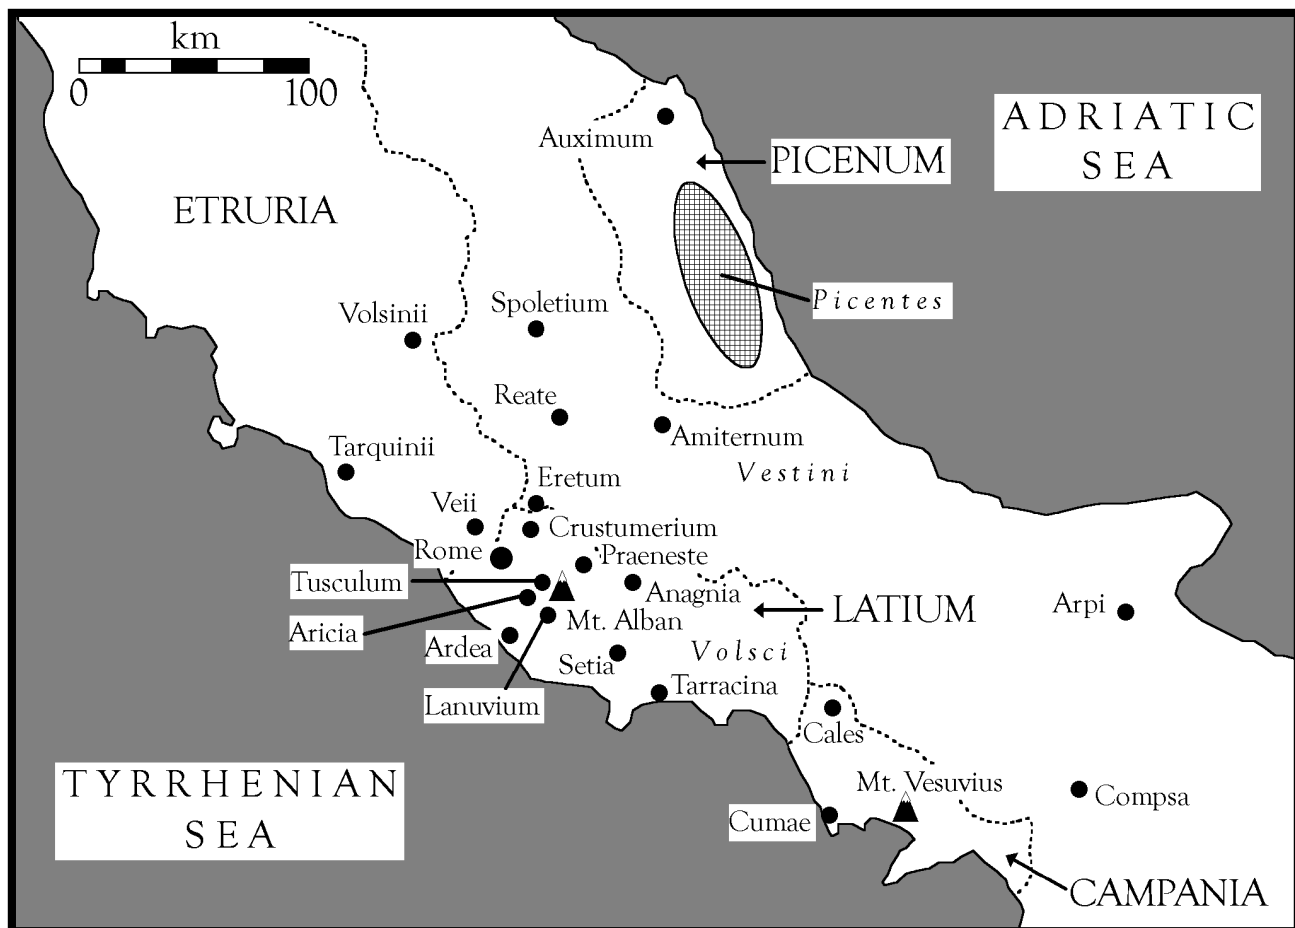 km
0 100
ADRIATIC
SEA
Auximum
PICENUM
ETRURIA
Picentes
Volsinii
Spoletium
Reate
Amiternum
Tarquinii
Vestini
Eretum
Veii
Crustumerium
Rome
Praeneste
Tusculum
Anagnia
LATIUM
Arpi
Aricia
Mt. Alban
Ardea
Setia
Volsci
Tarracina
Lanuvium
Cales
TYRRHENIAN
SEA
Mt. Vesuvius
Compsa
Cumae
CAMPANIA